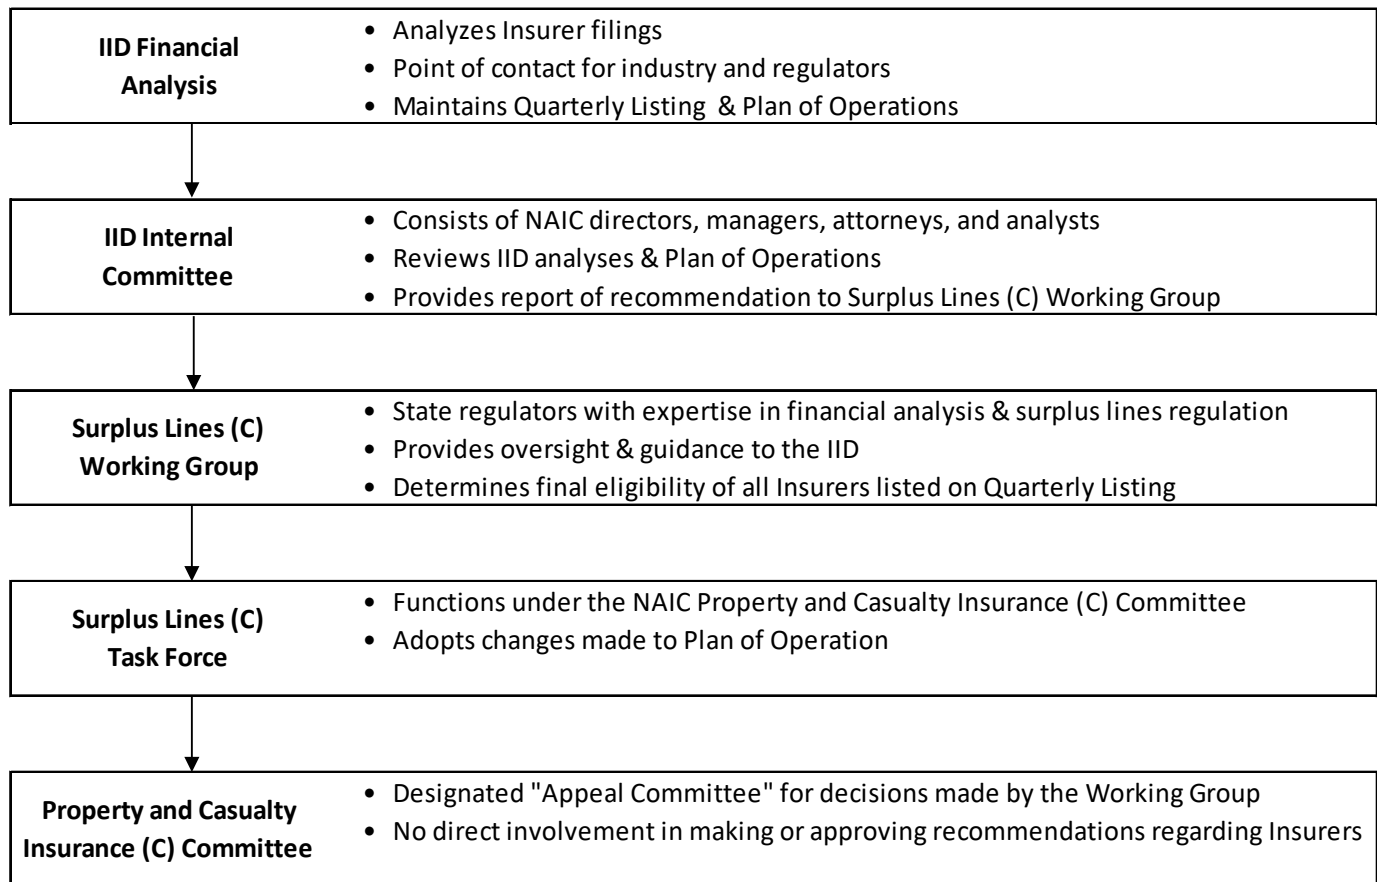 IID Financial
Analysis
• Analyzes Insurer filings
• Point of contact for industry and regulators
• Maintains Quarterly Listing & Plan of Operations
IID Internal
Committee
• Consists of NAIC directors, managers, attorneys, and analysts
• Reviews IID analyses & Plan of Operations
• Provides report of recommendation to Surplus Lines (C) Working Group
Surplus Lines (C)
Working Group
• State regulators with expertise in financial analysis & surplus lines regulation
• Provides oversight & guidance to the IID
• Determines final eligibility of all Insurers listed on Quarterly Listing
Surplus Lines (C)
Task Force
• Functions under the NAIC Property and Casualty Insurance (C) Committee
• Adopts changes made to Plan of Operation
Property and Casualty
Insurance (C) Committee
• Designated "Appeal Committee" for decisions made by the Working Group
• No direct involvement in making or approving recommendations regarding Insurers